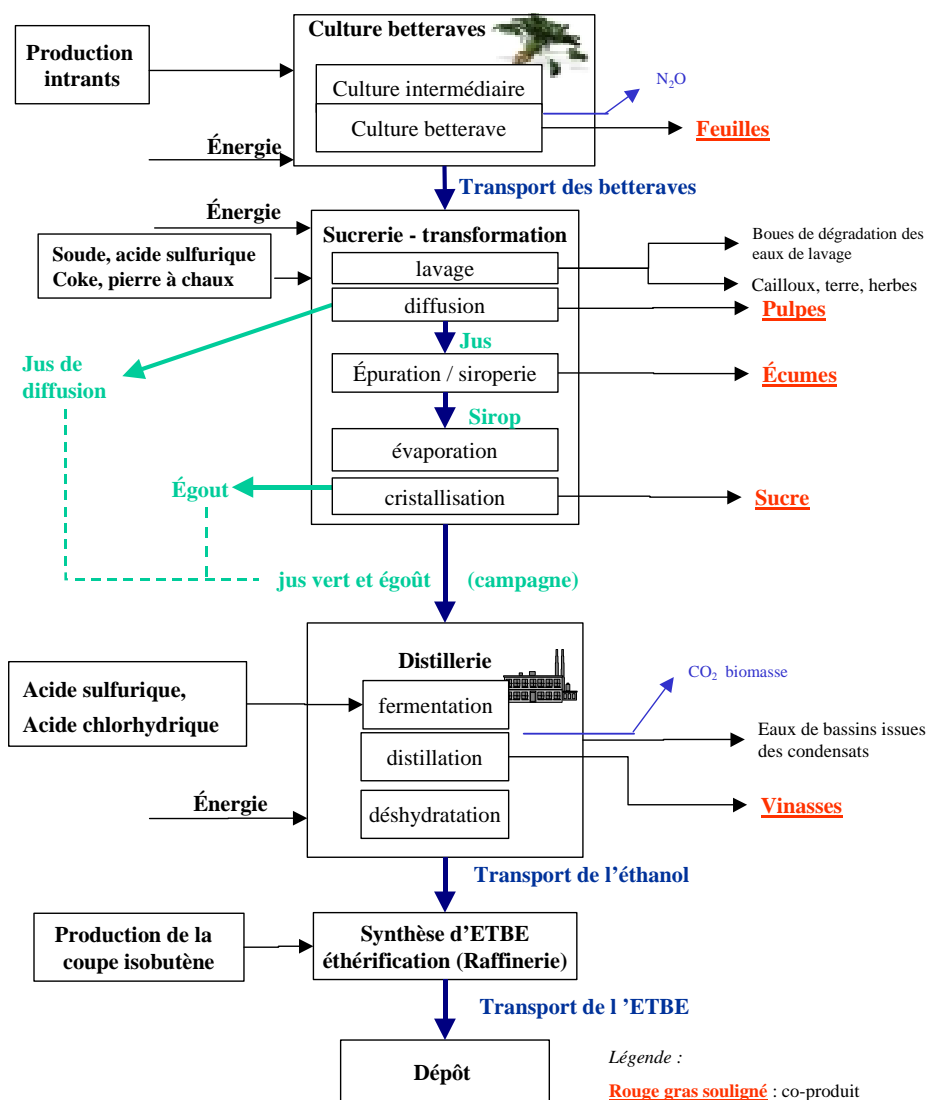 Culture betteraves
Production
intrants
Culture intermédiaire
N₂O
Culture betterave
Feuilles
Énergie
Transport des betteraves
Énergie
Sucrerie - transformation
Soude, acide sulfurique
Coke, pierre à chaux
lavage
Boues de dégradation des
eaux de lavage
Cailloux, terre, herbes
diffusion
Pulpes
Jus
Jus de
diffusion
Épuration / siroperie
Écumes
Sirop
évaporation
Égout
cristallisation
Sucre
jus vert et égoût (campagne)
Distillerie
Acide sulfurique,
Acide chlorhydrique
fermentation
CO₂ biomasse
Eaux de bassins issues
des condensats
distillation
Vinasses
Énergie
déshydratation
Transport de l’éthanol
Production de la
coupe isobutène
Synthèse d’ETBE
éthérification (Raffinerie)
Transport de l ’ETBE
Dépôt
Légende :
Rouge gras souligné : co-produit